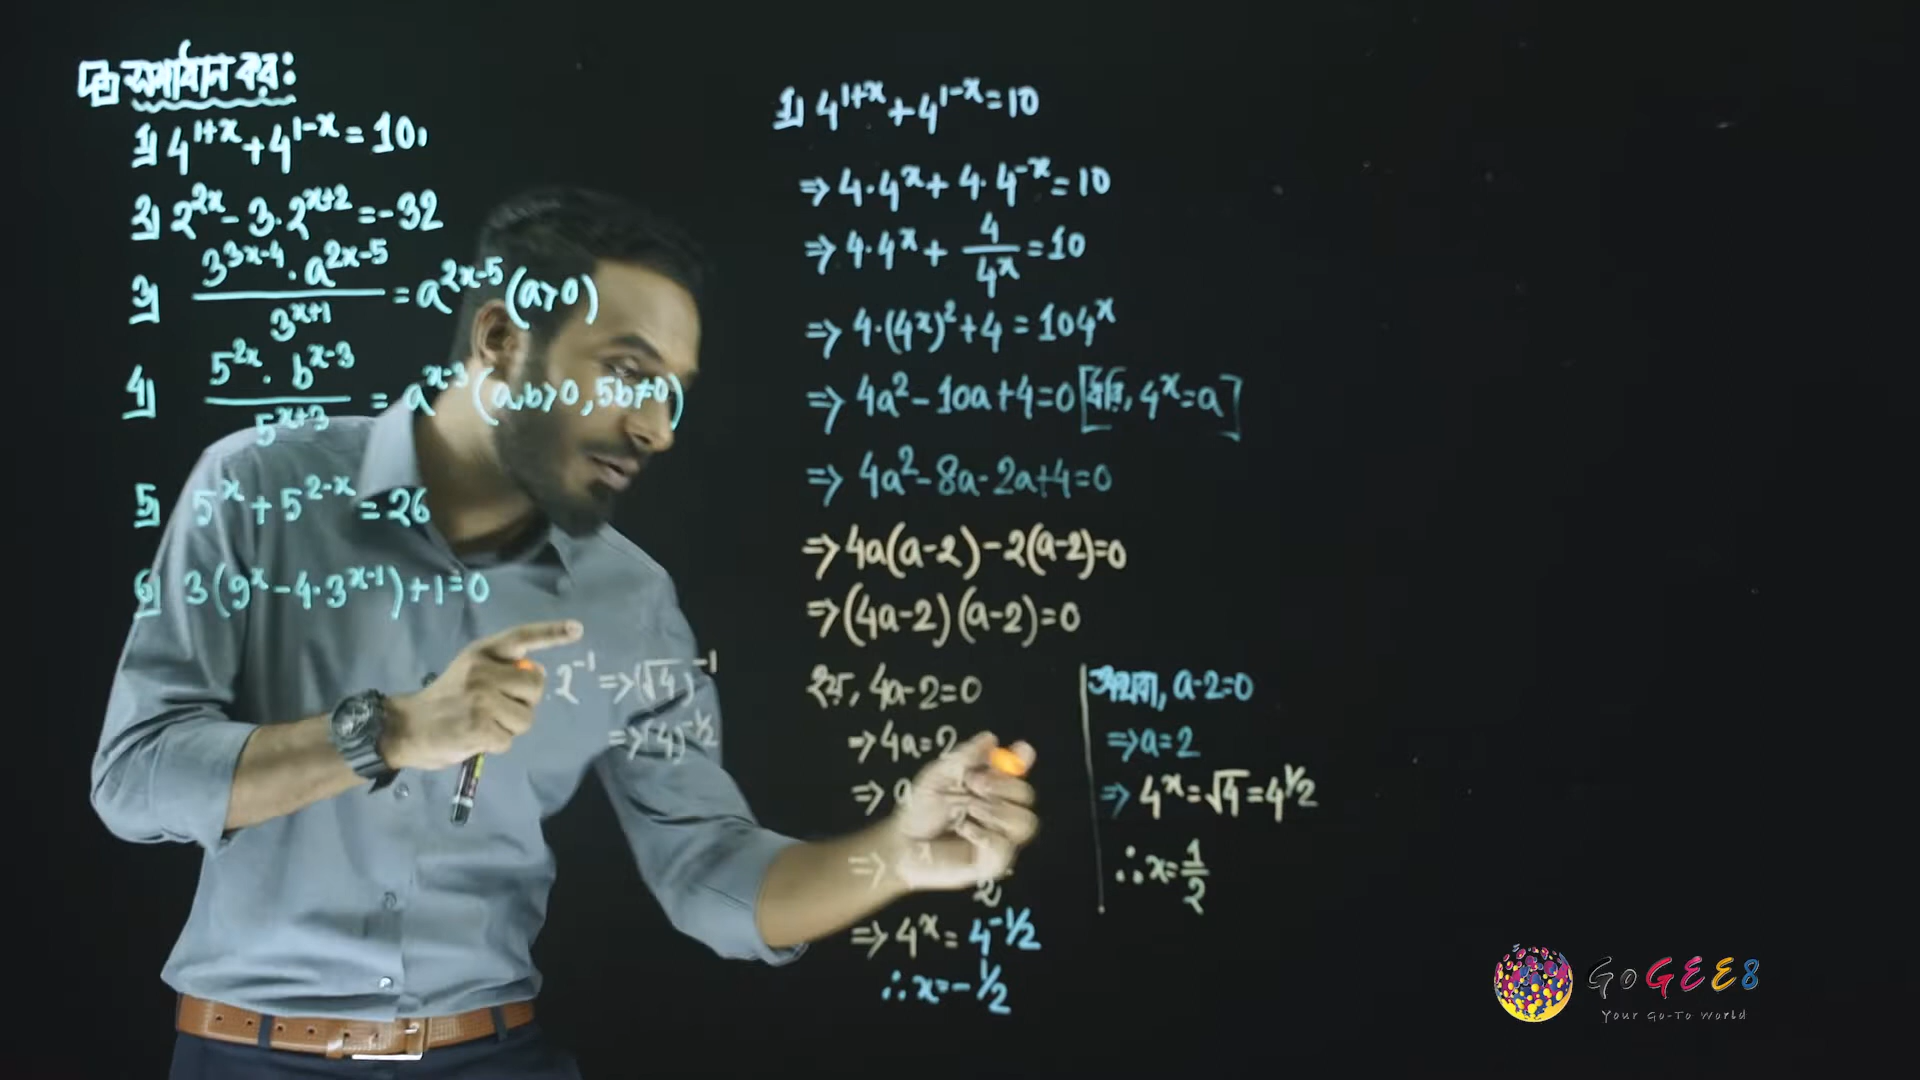 সমাধান কর:
১) 4^{1+x} + 4^{1-x} = 10.
২) 2^{2x} - 3·2^{x+2} = -32
৩) \frac{3^{3x-4} · a^{2x-5}}{3^{x+1}} = a^{2x-5} (a>0)
৪) \frac{5^{2x} · b^{x-3}}{5^{x+3}} = a^{x-3} (a,b>0, 5b≠0)
৫) 5^{x} + 5^{2-x} = 26
৬) 3(9^{x} - 4·3^{x-1}) + 1 = 0
2^{-1} ⇒ (√4)^{-1}
⇒ (4)^{-1/2}
১) 4^{1+x} + 4^{1-x} = 10
⇒ 4·4^{x} + 4·4^{-x} = 10
⇒ 4·4^{x} + \frac{4}{4^{x}} = 10
⇒ 4·(4^{x})^{2} + 4 = 10 4^{x}
⇒ 4a^{2} - 10a + 4 = 0 [ধরি, 4^{x} = a]
⇒ 4a^{2} - 8a - 2a + 4 = 0
⇒ 4a(a-2) - 2(a-2) = 0
⇒ (4a-2)(a-2) = 0
হয়, 4a-2 = 0
⇒ 4a = 2
⇒ a
⇒ x 2
⇒ 4^{x} = 4^{-1/2}
∴ x = -1/2
অথবা, a-2 = 0
⇒ a = 2
⇒ 4^{x} = √4 = 4^{1/2}
∴ x = \frac{1}{2}
GOGEE8
Your Go-To World